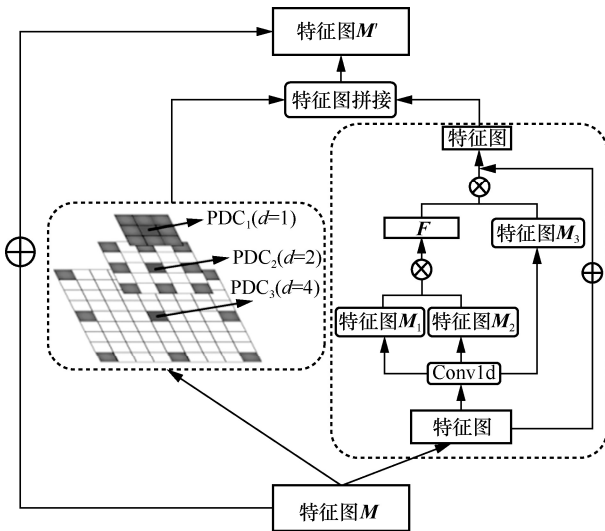 特征图M′
特征图拼接
特征图
PDC₁(d=1)
F
特征图M₃
PDC₂(d=2)
PDC₃(d=4)
特征图M₁
特征图M₂
Conv1d
特征图
特征图M